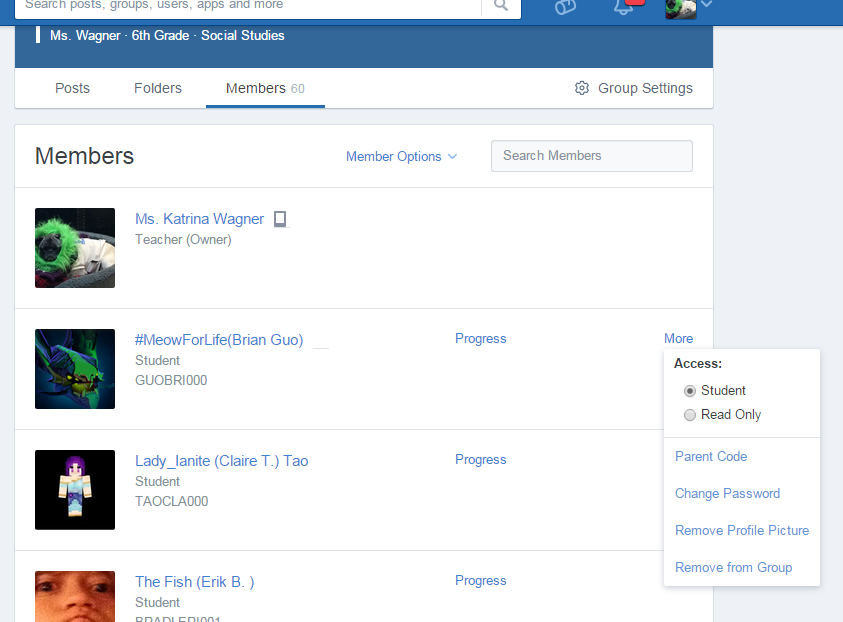 Search posts, groups, users, apps and more
Ms. Wagner · 6th Grade · Social Studies
Posts Folders Members 60 Group Settings
Members Member Options Search Members
Ms. Katrina Wagner
Teacher (Owner)
#MeowForLife(Brian Guo) Progress More
Student
GUOBRI000
Access:
Student
Read Only
Parent Code
Change Password
Remove Profile Picture
Remove from Group
Lady_Ianite (Claire T.) Tao Progress
Student
TAOCLA000
The Fish (Erik B. ) Progress
Student
BRADLERI001